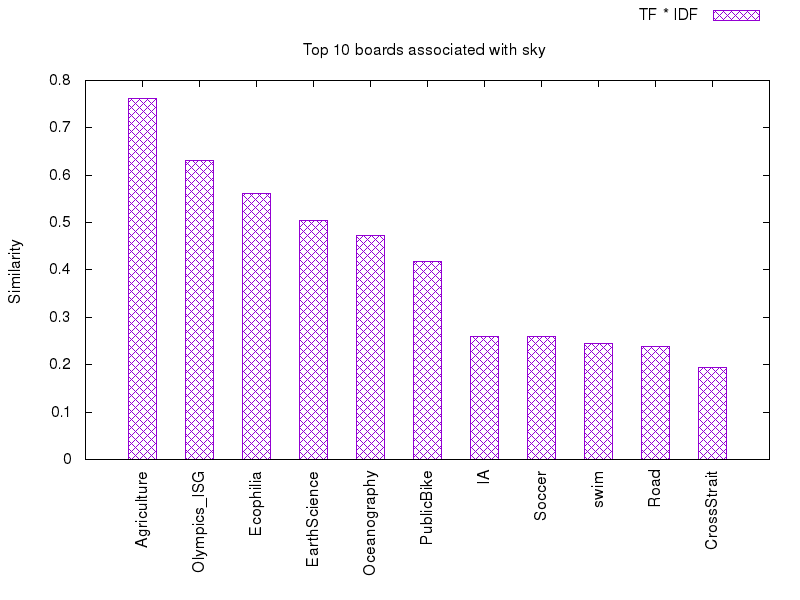 TF * IDF
Top 10 boards associated with sky
Similarity
0.8
0.7
0.6
0.5
0.4
0.3
0.2
0.1
0
Agriculture
Olympics_ISG
Ecophilia
EarthScience
Oceanography
PublicBike
IA
Soccer
swim
Road
CrossStrait